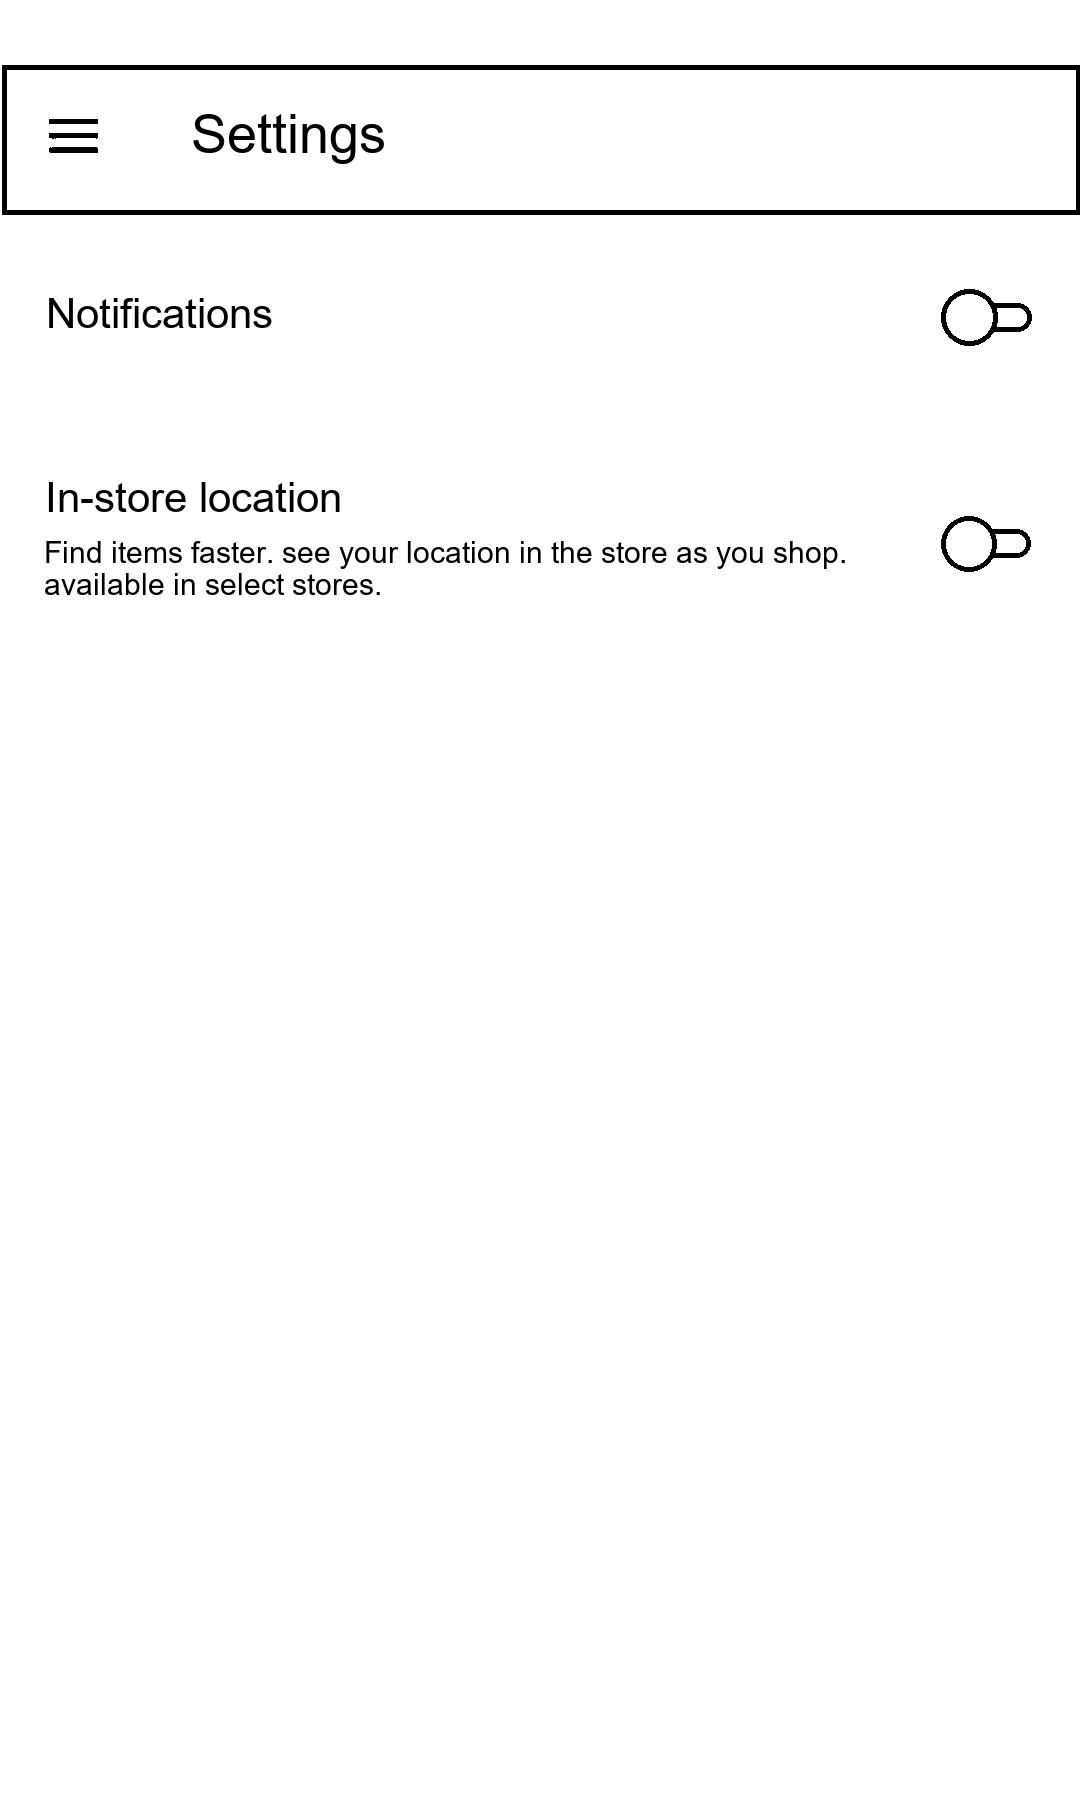 Settings
Notifications
In-store location
Find items faster. see your location in the store as you shop.
available in select stores.